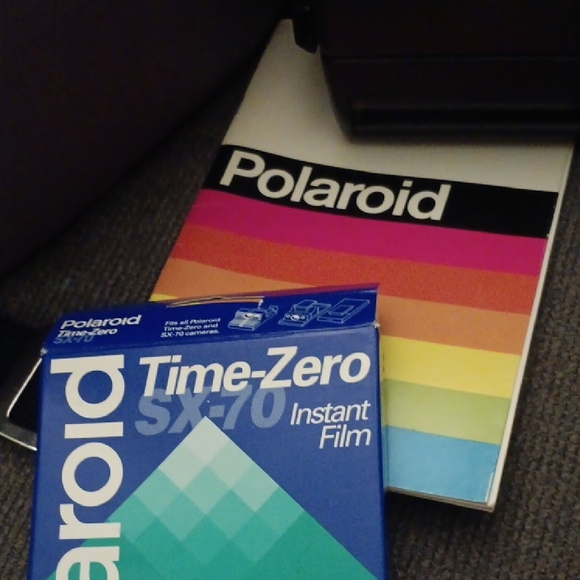 Polaroid
Polaroid
Time-Zero
SX-70
Fits all Polaroid
Time-Zero and
SX-70 cameras.
Time-Zero
SX-70
Instant
Film
aroid